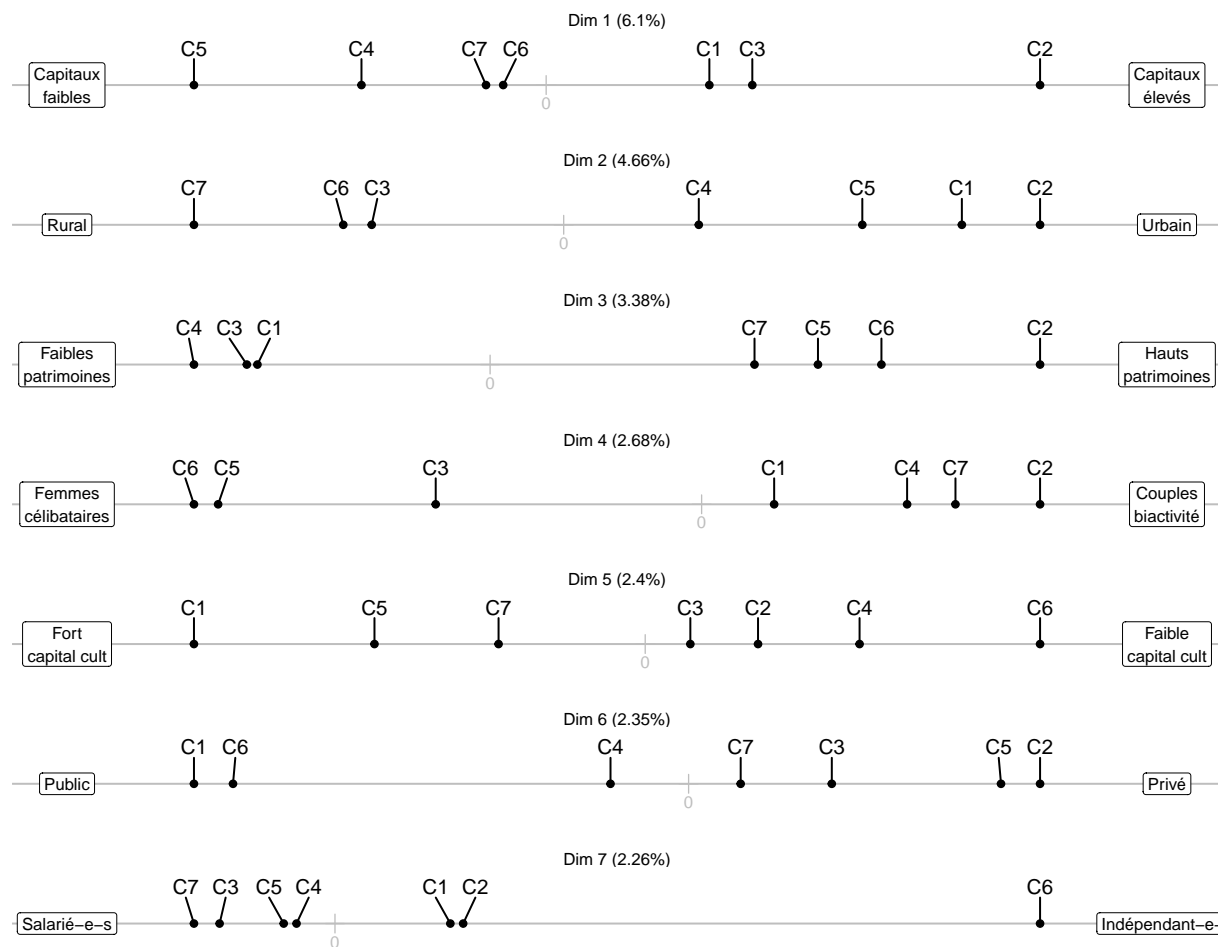 Dim 1 (6.1%)
C5 C4 C7 C6 C1 C3 C2
Capitaux
faibles
Capitaux
élevés
0
Dim 2 (4.66%)
C7 C6 C3 C4 C5 C1 C2
Rural
Urbain
0
Dim 3 (3.38%)
C4 C3 C1 C7 C5 C6 C2
Faibles
patrimoines
Hauts
patrimoines
0
Dim 4 (2.68%)
C6 C5 C3 C1 C4 C7 C2
Femmes
célibataires
Couples
biactivité
0
Dim 5 (2.4%)
C1 C5 C7 C3 C2 C4 C6
Fort
capital cult
Faible
capital cult
0
Dim 6 (2.35%)
C1 C6 C4 C7 C3 C5 C2
Public
Privé
0
Dim 7 (2.26%)
C7 C3 C5 C4 C1 C2 C6
Salarié−e−s
Indépendant−e−
0